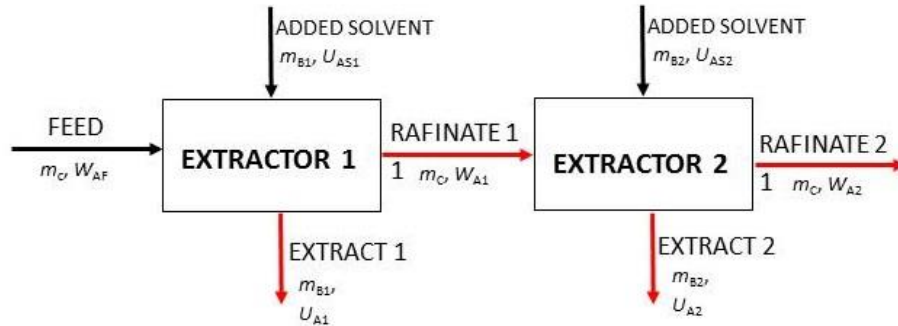 ADDED SOLVENT
m_B1, U_AS1
ADDED SOLVENT
m_B2, U_AS2
FEED
m_C, W_AF
EXTRACTOR 1
RAFINATE 1
1 m_C, W_A1
EXTRACTOR 2
RAFINATE 2
1 m_C, W_A2
EXTRACT 1
m_B1,
U_A1
EXTRACT 2
m_B2,
U_A2